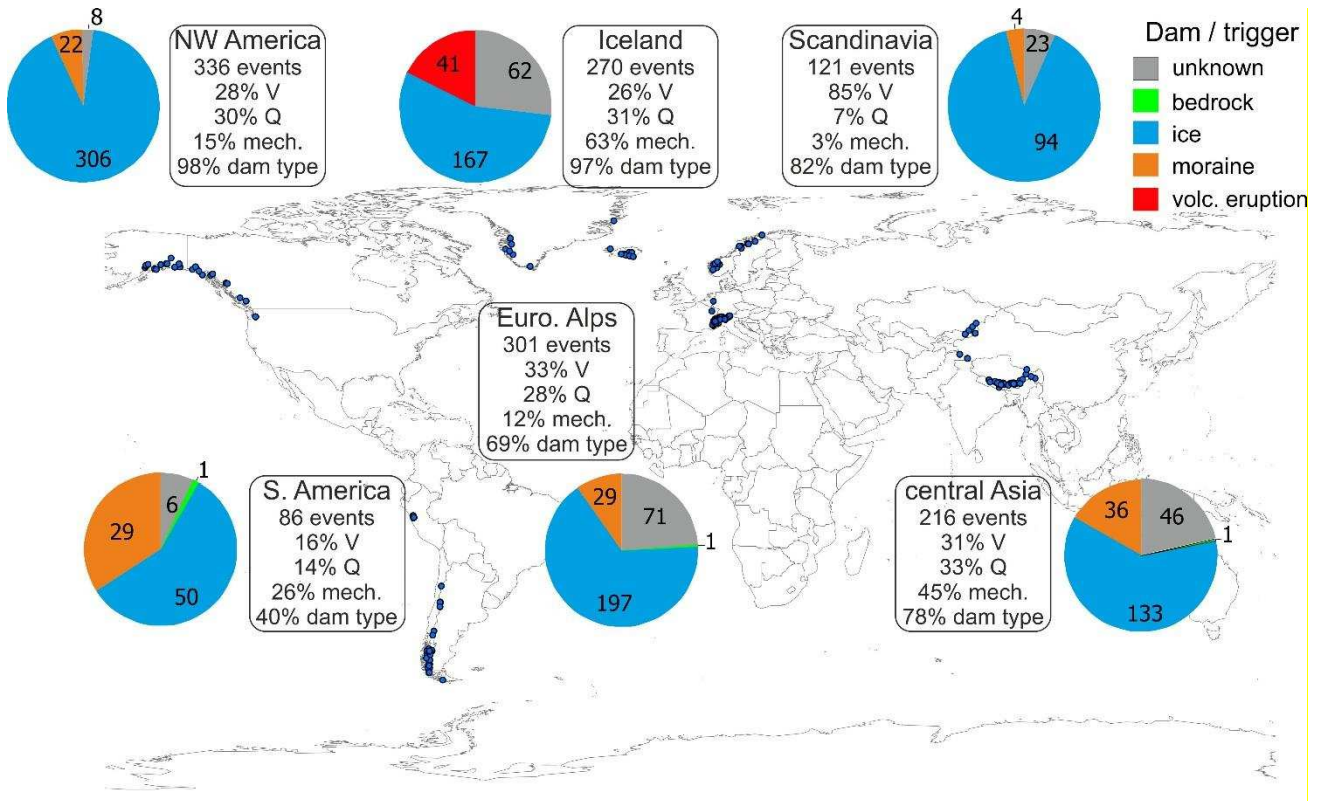 8
22
306
NW America
336 events
28% V
30% Q
15% mech.
98% dam type
41
62
167
Iceland
270 events
26% V
31% Q
63% mech.
97% dam type
Scandinavia
121 events
85% V
7% Q
3% mech.
82% dam type
4
23
94
Dam / trigger
unknown
bedrock
ice
moraine
volc. eruption
Euro. Alps
301 events
33% V
28% Q
12% mech.
69% dam type
1
6
29
50
S. America
86 events
16% V
14% Q
26% mech.
40% dam type
29
71
1
197
central Asia
216 events
31% V
33% Q
45% mech.
78% dam type
36
46
1
133